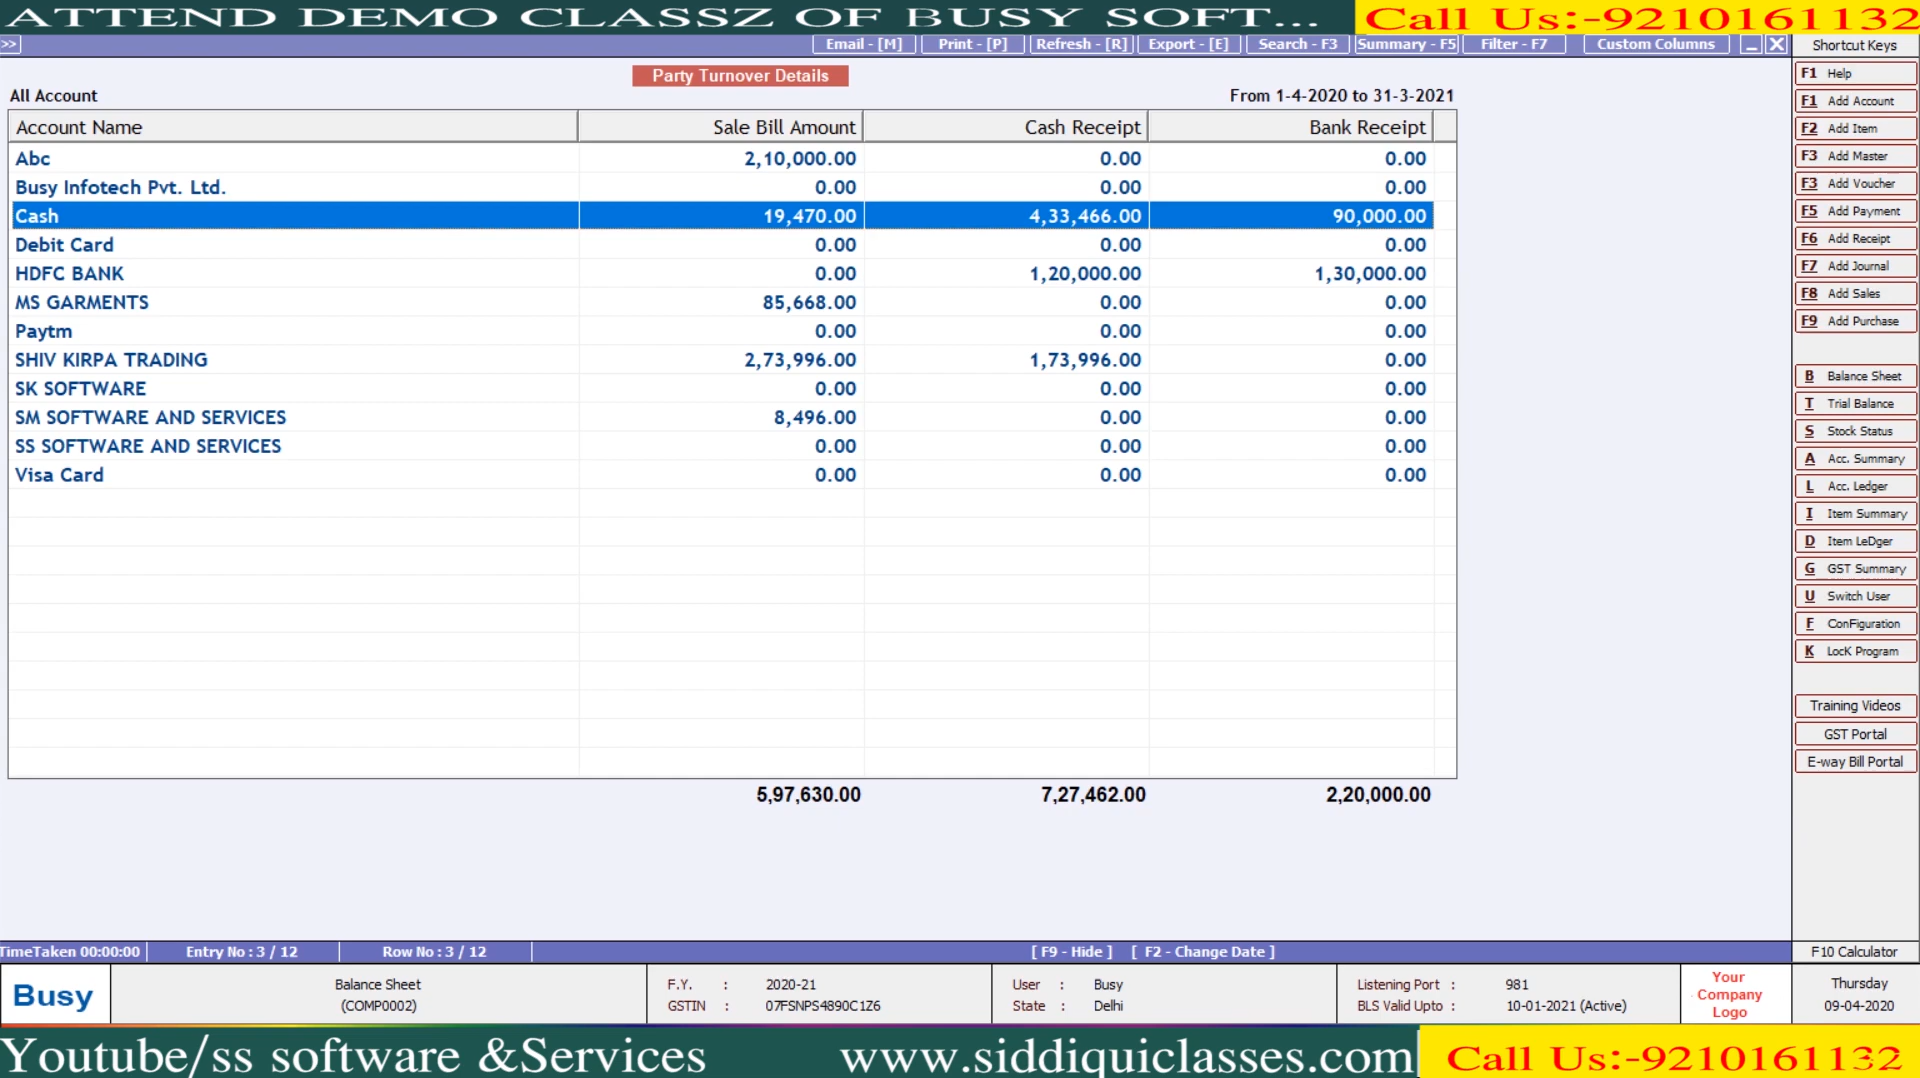 ATTEND DEMO CLASSZ OF BUSY SOFT... Call Us:-9210161132
>> Email - [M] Print - [P] Refresh - [R] Export - [E] Search - F3 Summary - F5 Filter - F7 Custom Columns _ X Shortcut Keys
Party Turnover Details
All Account From 1-4-2020 to 31-3-2021
Account Name Sale Bill Amount Cash Receipt Bank Receipt
Abc 2,10,000.00 0.00 0.00
Busy Infotech Pvt. Ltd. 0.00 0.00 0.00
Cash 19,470.00 4,33,466.00 90,000.00
Debit Card 0.00 0.00 0.00
HDFC BANK 0.00 1,20,000.00 1,30,000.00
MS GARMENTS 85,668.00 0.00 0.00
Paytm 0.00 0.00 0.00
SHIV KIRPA TRADING 2,73,996.00 1,73,996.00 0.00
SK SOFTWARE 0.00 0.00 0.00
SM SOFTWARE AND SERVICES 8,496.00 0.00 0.00
SS SOFTWARE AND SERVICES 0.00 0.00 0.00
Visa Card 0.00 0.00 0.00
5,97,630.00 7,27,462.00 2,20,000.00
F1 Help
F1 Add Account
F2 Add Item
F3 Add Master
F3 Add Voucher
F5 Add Payment
F6 Add Receipt
F7 Add Journal
F8 Add Sales
F9 Add Purchase
B Balance Sheet
T Trial Balance
S Stock Status
A Acc. Summary
L Acc. Ledger
I Item Summary
D Item LeDger
G GST Summary
U Switch User
F ConFiguration
K LocK Program
Training Videos
GST Portal
E-way Bill Portal
TimeTaken 00:00:00 Entry No : 3 / 12 Row No : 3 / 12 [ F9 - Hide ] [ F2 - Change Date ] F10 Calculator
Busy
Balance Sheet
(COMP0002)
F.Y. : 2020-21
GSTIN : 07FSNPS4890C1Z6
User : Busy
State : Delhi
Listening Port : 981
BLS Valid Upto : 10-01-2021 (Active)
Your
Company
Logo
Thursday
09-04-2020
Youtube/ss software &Services www.siddiquiclasses.com Call Us:-9210161132